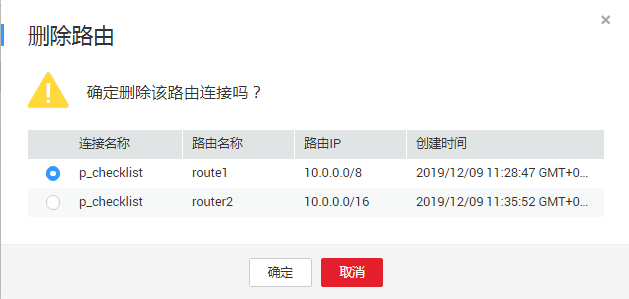 删除路由
确定删除该路由连接吗？
连接名称 路由名称 路由IP 创建时间
p_checklist route1 10.0.0.0/8 2019/12/09 11:28:47 GMT+0...
p_checklist router2 10.0.0.0/16 2019/12/09 11:35:52 GMT+0...
确定 取消